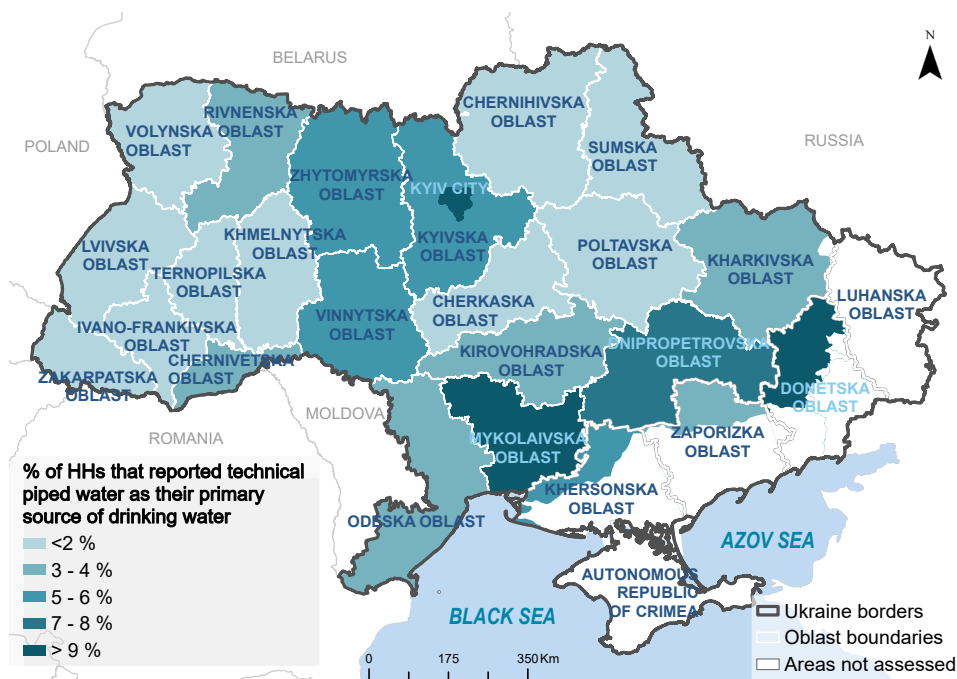 N
BELARUS
CHERNIHIVSKA
OBLAST
RIVNENSKA
OBLAST
VOLYNSKA
OBLAST
POLAND
RUSSIA
SUMSKA
OBLAST
ZHYTOMYRSKA
OBLAST
KYIV CITY
KYIVSKA
OBLAST
KHMELNYTSKA
OBLAST
LVIVSKA
OBLAST
TERNOPILSKA
OBLAST
POLTAVSKA
OBLAST
KHARKIVSKA
OBLAST
LUHANSKA
OBLAST
CHERKASKA
OBLAST
VINNYTSKA
OBLAST
IVANO-FRANKIVSKA
OBLAST
CHERNIVETSKA
OBLAST
ZAKARPATSKA
OBLAST
KIROVOHRADSKA
OBLAST
DNIPROPETROVSKA
OBLAST
DONETSKA
OBLAST
MOLDOVA
ROMANIA
MYKOLAIVSKA
OBLAST
ZAPORIZKA
OBLAST
KHERSONSKA
OBLAST
ODESKA OBLAST
AZOV SEA
AUTONOMOUS
REPUBLIC
OF CRIMEA
BLACK SEA
% of HHs that reported technical
piped water as their primary
source of drinking water
<2 %
3 - 4 %
5 - 6 %
7 - 8 %
> 9 %
Ukraine borders
Oblast boundaries
Areas not assessed
0 175 350 Km